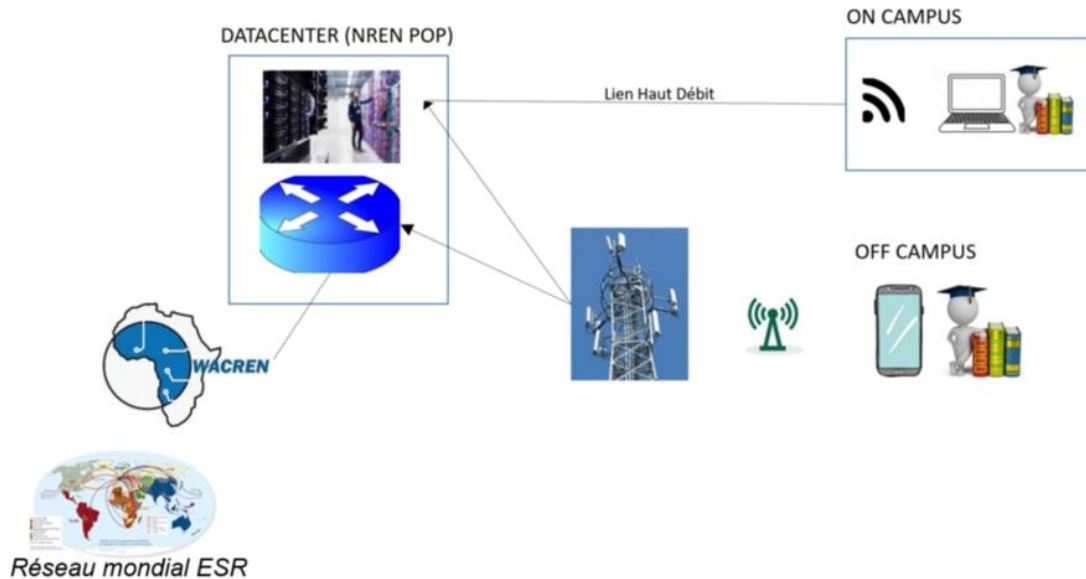 ON CAMPUS
DATACENTER (NREN POP)
Lien Haut Débit
OFF CAMPUS
WACREN
Réseau mondial ESR